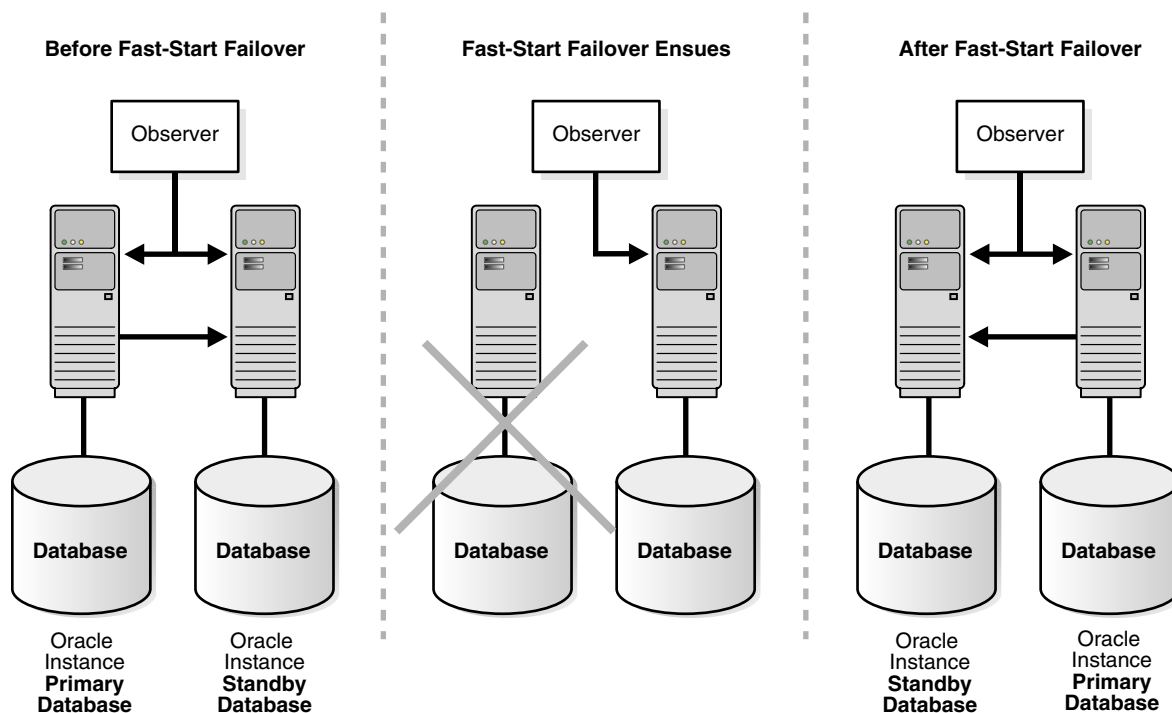 Before Fast-Start Failover
Observer
Database
Database
Oracle
Instance
Primary
Database
Oracle
Instance
Standby
Database
Fast-Start Failover Ensues
Observer
Database
Database
After Fast-Start Failover
Observer
Database
Database
Oracle
Instance
Standby
Database
Oracle
Instance
Primary
Database